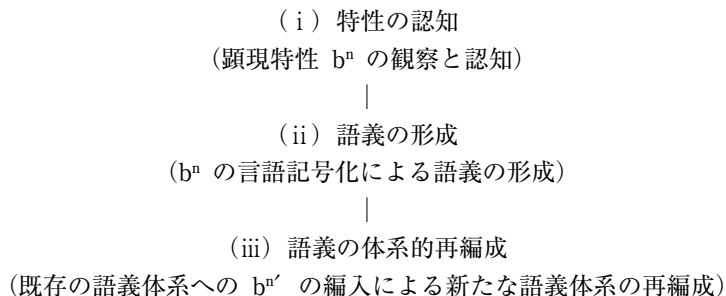 （ⅰ）特性の認知
（顕現特性 bⁿ の観察と認知）
｜
（ⅱ）語義の形成
（bⁿ の言語記号化による語義の形成）
｜
（ⅲ）語義の体系的再編成
（既存の語義体系への bⁿ′ の編入による新たな語義体系の再編成）